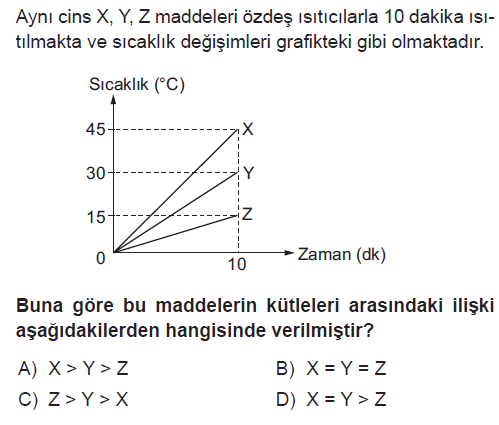 Aynı cins X, Y, Z maddeleri özdeş ısıtıcılarla 10 dakika ısı-
tılmakta ve sıcaklık değişimleri grafikteki gibi olmaktadır.
Sıcaklık (°C)
45
X
30
Y
15
Z
0
10
Zaman (dk)
Buna göre bu maddelerin kütleleri arasındaki ilişki
aşağıdakilerden hangisinde verilmiştir?
A) X > Y > Z
B) X = Y = Z
C) Z > Y > X
D) X = Y > Z